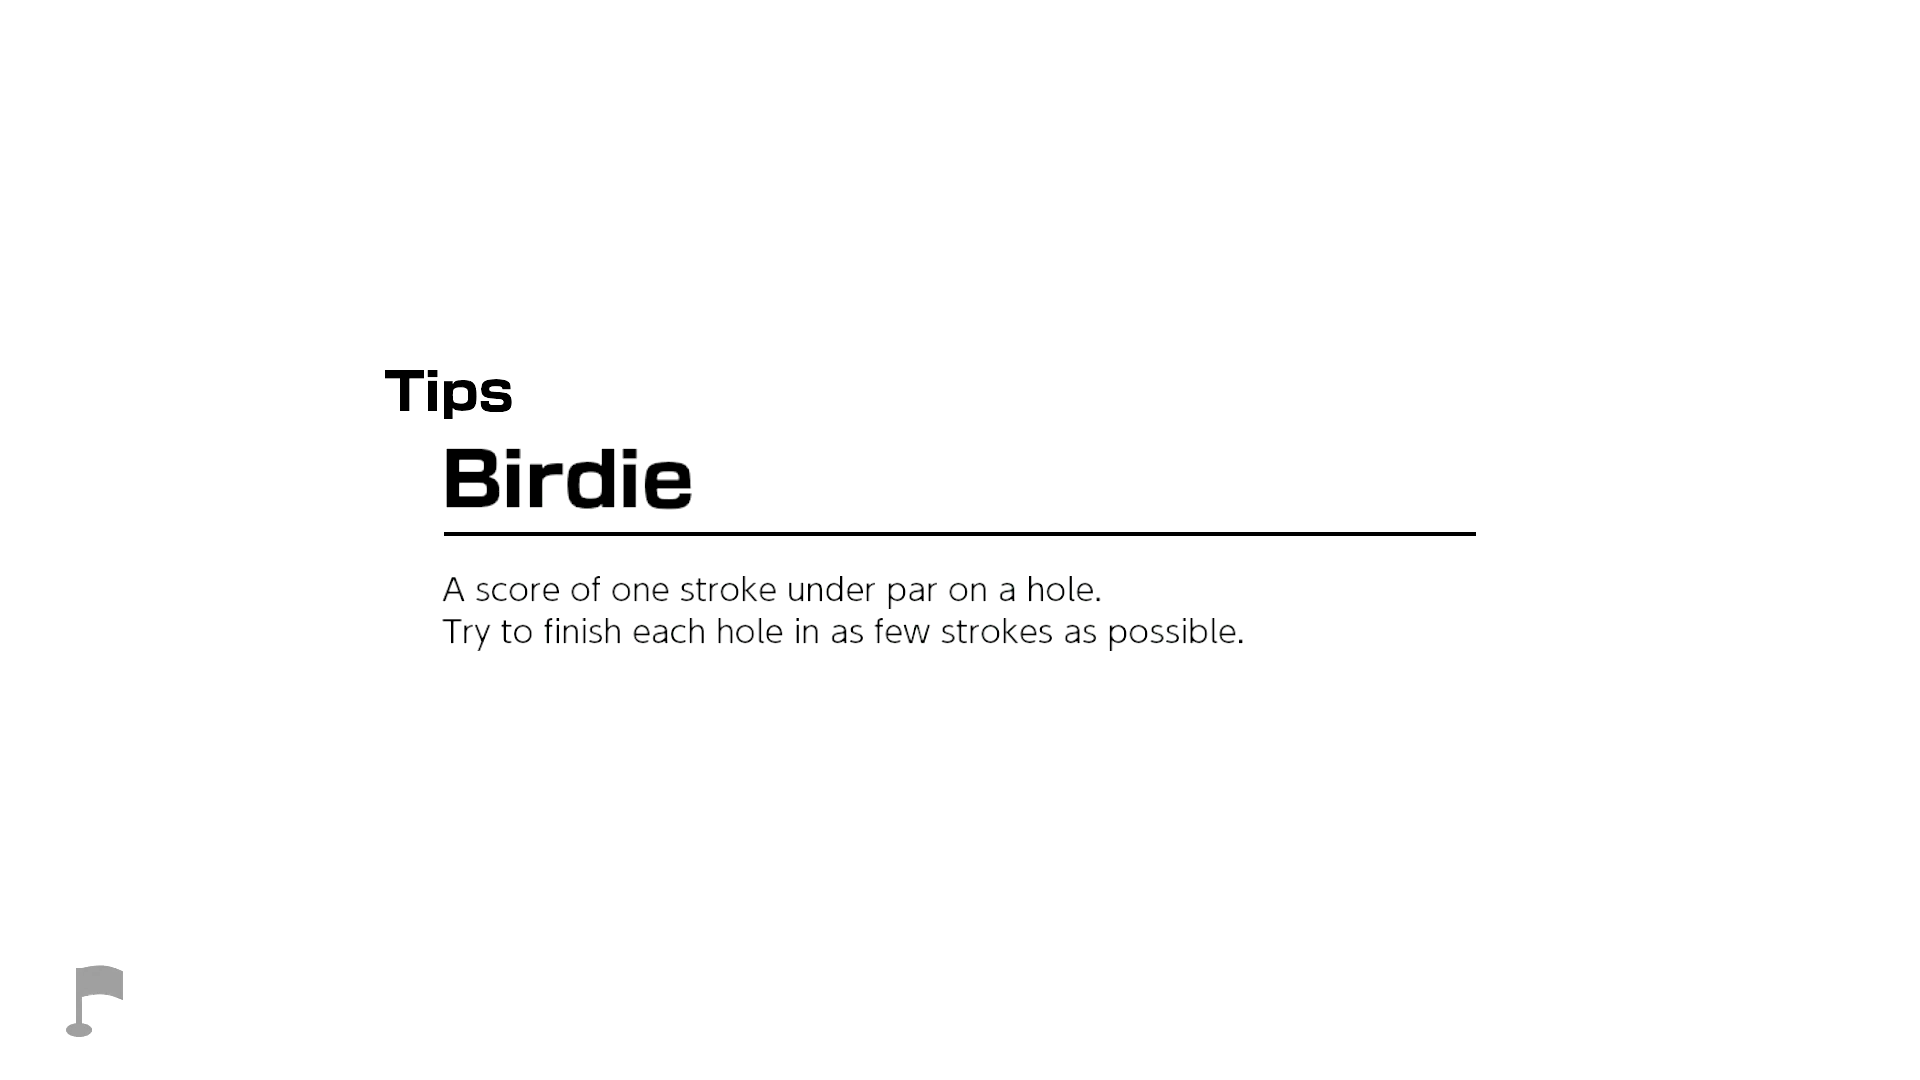 Tips
Birdie
A score of one stroke under par on a hole.
Try to finish each hole in as few strokes as possible.